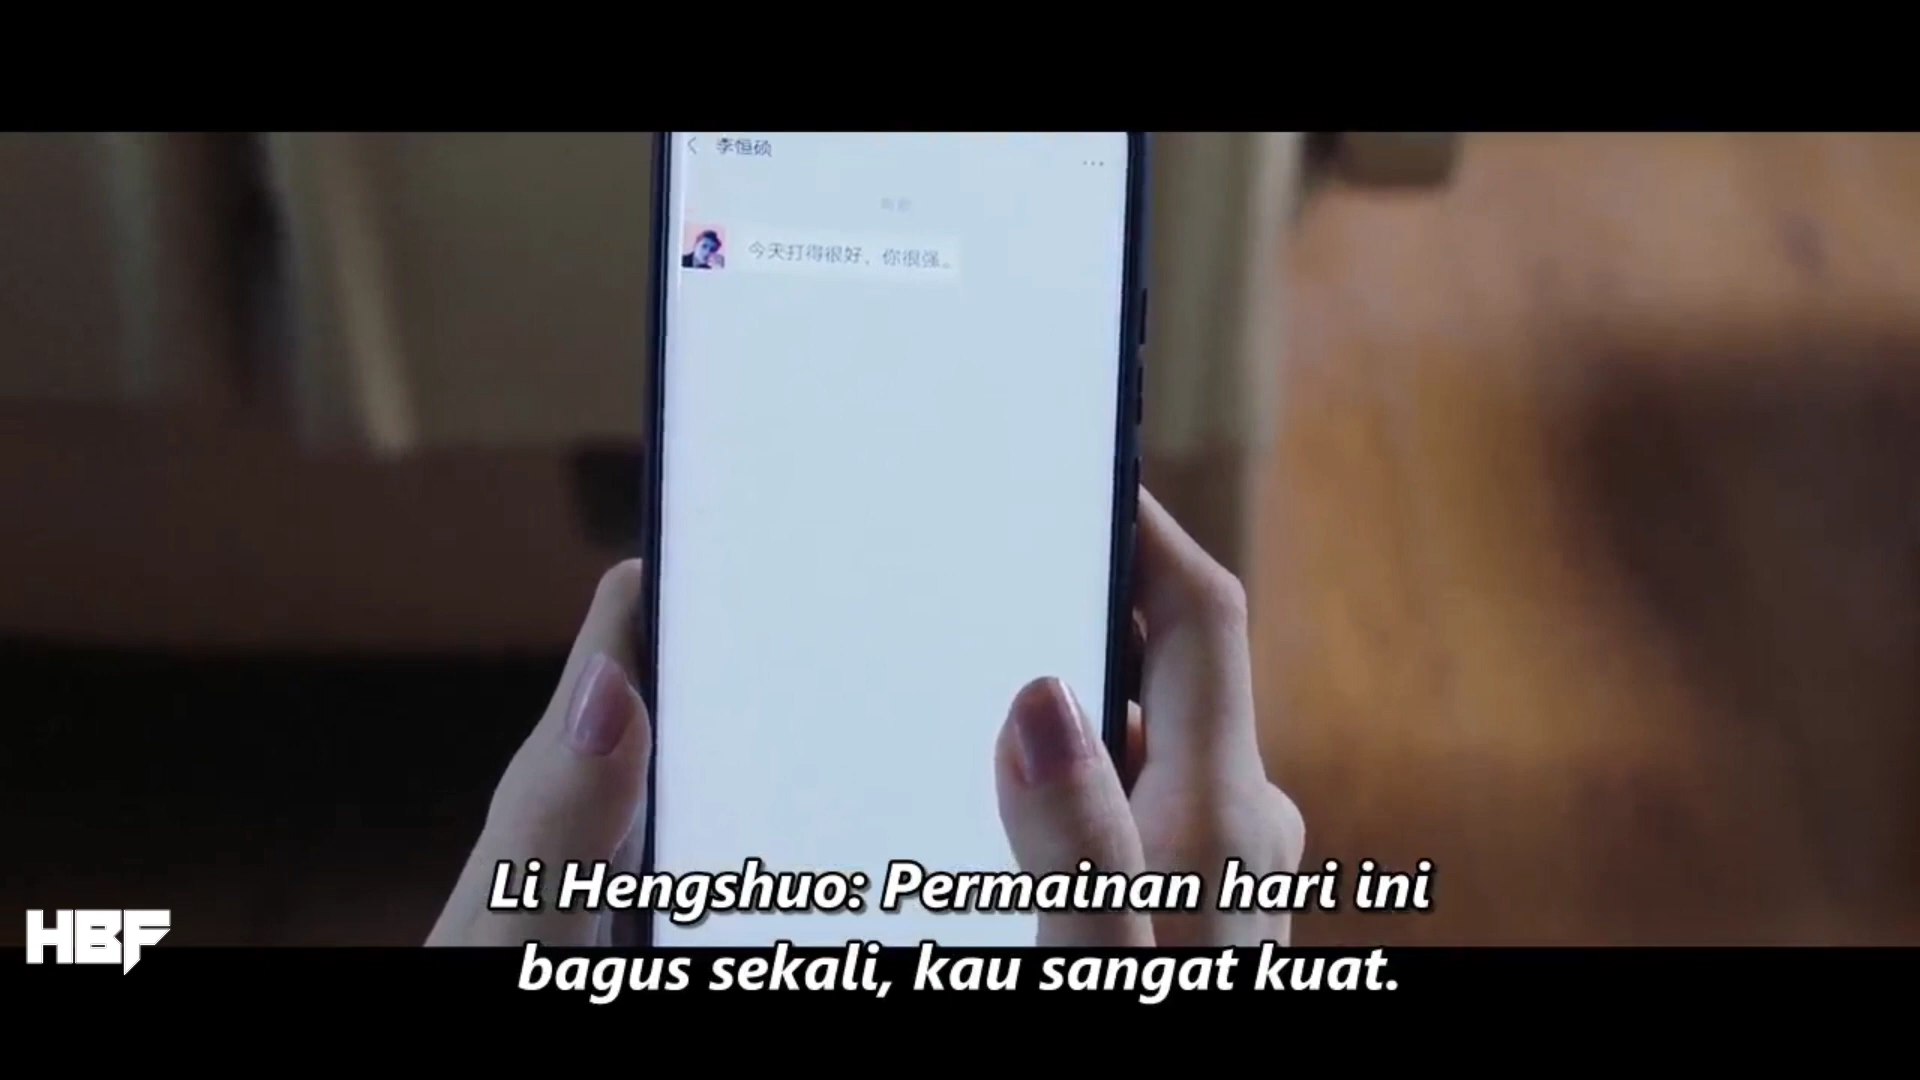 李恒硕
今天打得很好，你很强。
Li Hengshuo: Permainan hari ini
bagus sekali, kau sangat kuat.
HBF